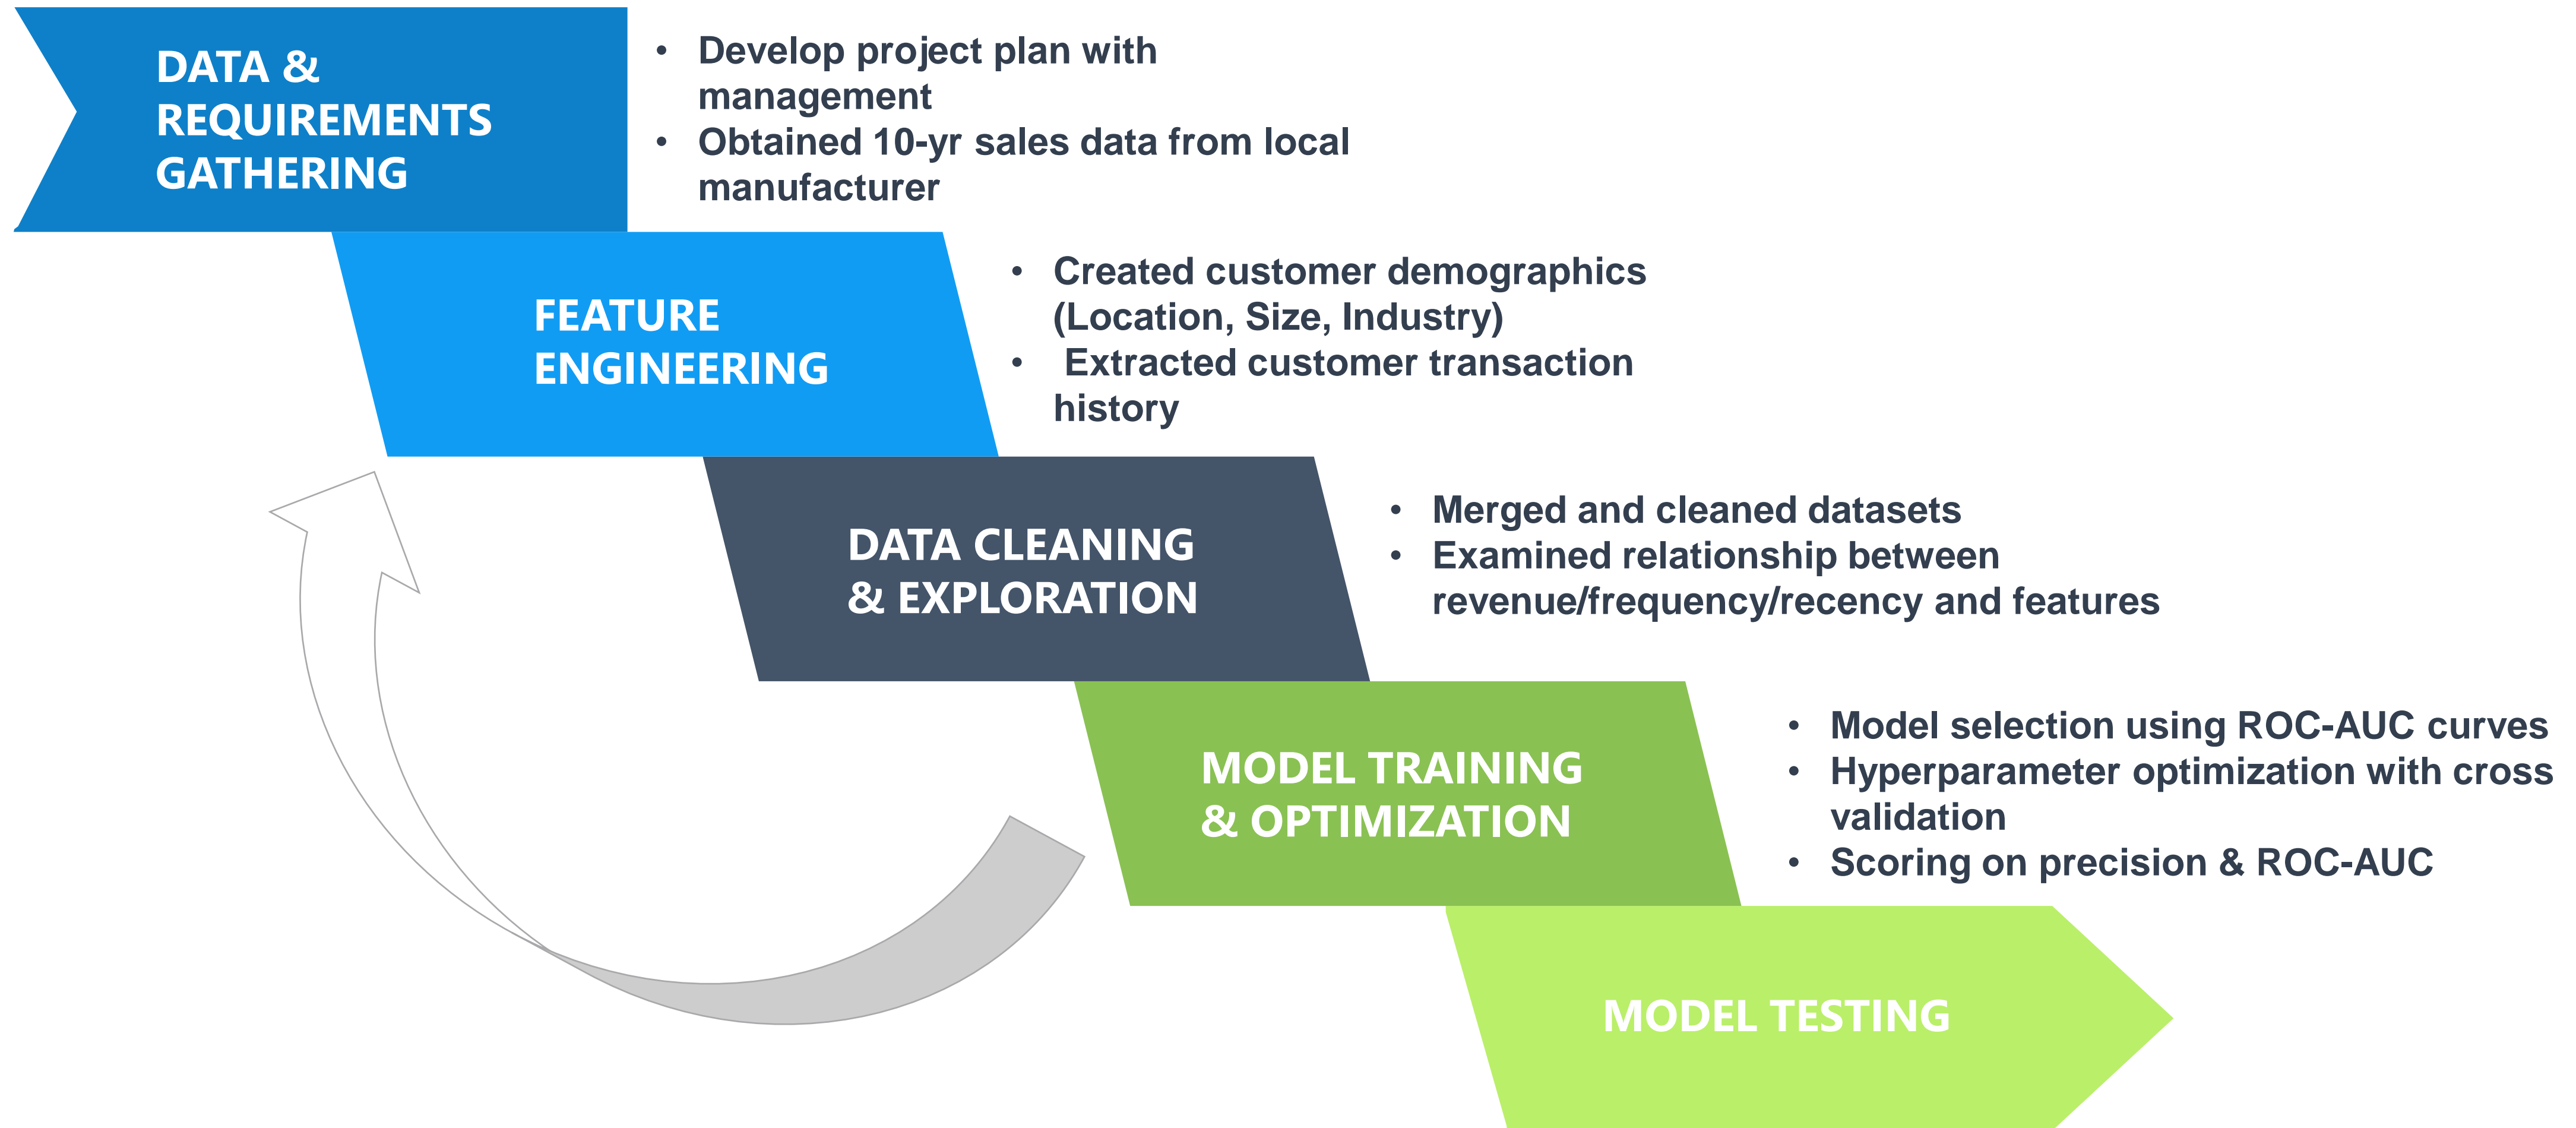 DATA &
REQUIREMENTS
GATHERING
• Develop project plan with
management
• Obtained 10-yr sales data from local
manufacturer
FEATURE
ENGINEERING
• Created customer demographics
(Location, Size, Industry)
• Extracted customer transaction
history
DATA CLEANING
& EXPLORATION
• Merged and cleaned datasets
• Examined relationship between
revenue/frequency/recency and features
MODEL TRAINING
& OPTIMIZATION
• Model selection using ROC-AUC curves
• Hyperparameter optimization with cross
validation
• Scoring on precision & ROC-AUC
MODEL TESTING